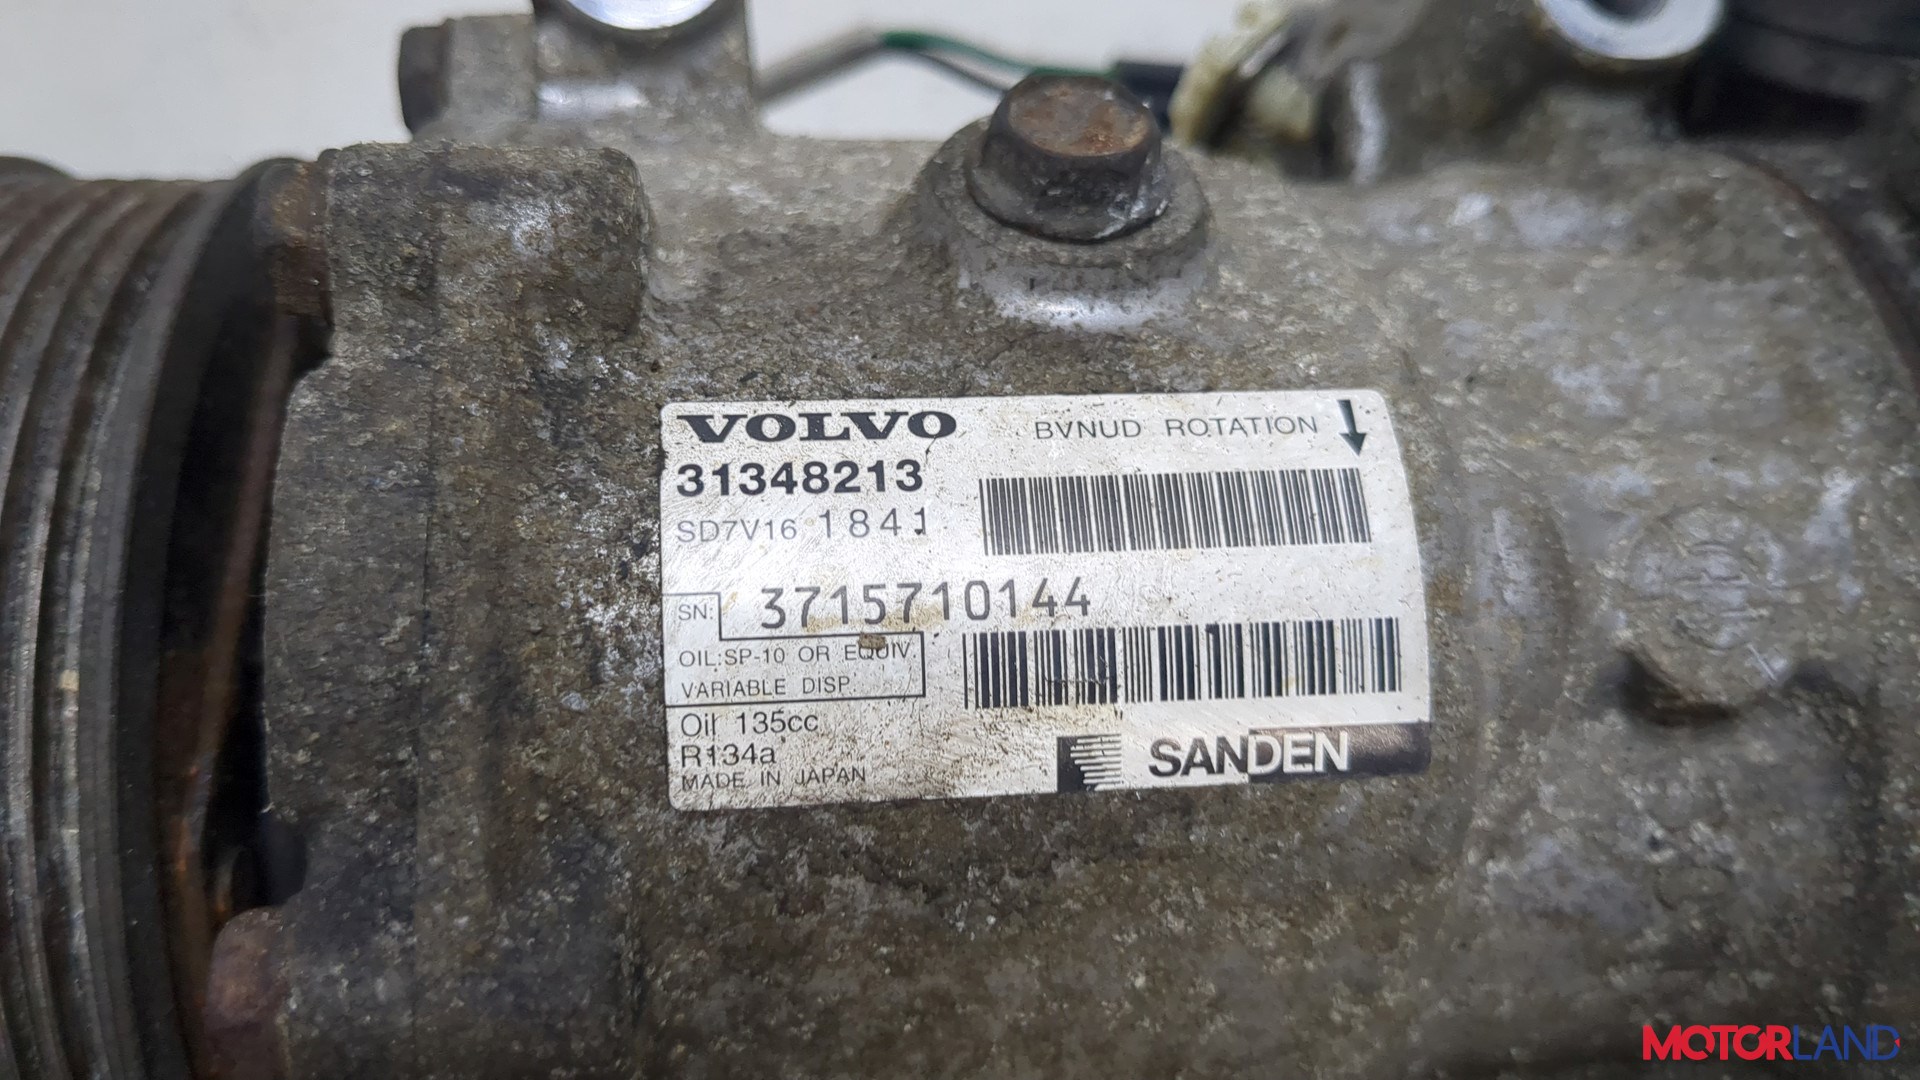 VOLVO BVNUD ROTATION
31348213
SD7V16 1841
SN: 3715710144
OIL:SP-10 OR EQUIV.
VARIABLE DISP.
Oil 135cc
R134a
MADE IN JAPAN
SANDEN
MOTORLAND